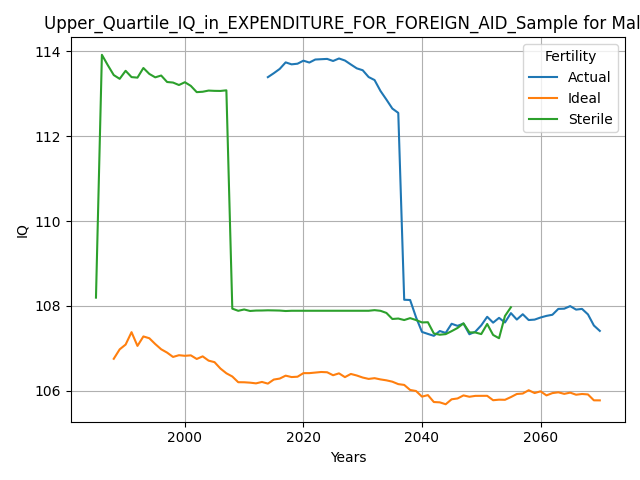 Upper_Quartile_IQ_in_EXPENDITURE_FOR_FOREIGN_AID_Sample for Mal
114
112
110
108
106
IQ
Fertility
Actual
Ideal
Sterile
2000
2020
2040
2060
Years